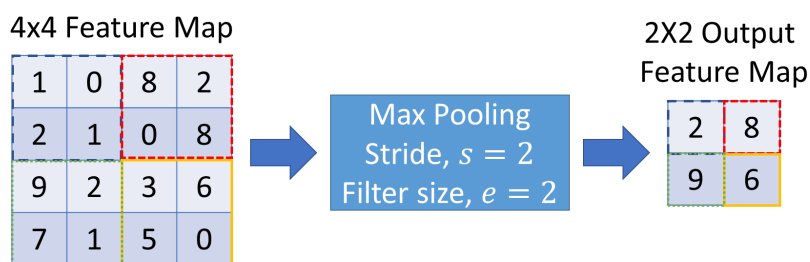 4x4 Feature Map
1 0 8 2
2 1 0 8
9 2 3 6
7 1 5 0
Max Pooling
Stride, s = 2
Filter size, e = 2
2X2 Output
Feature Map
2 8
9 6